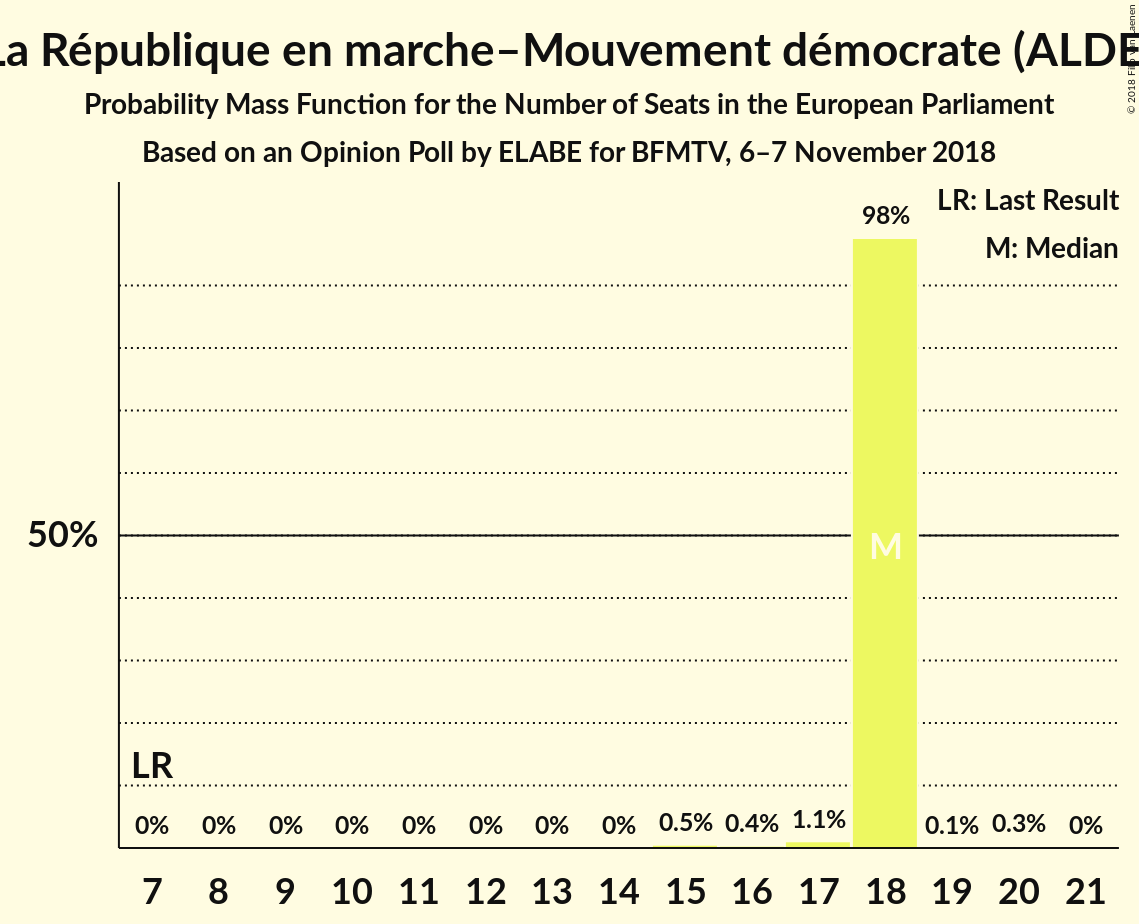 La République en marche–Mouvement démocrate (ALDE
Probability Mass Function for the Number of Seats in the European Parliament
Based on an Opinion Poll by ELABE for BFMTV, 6–7 November 2018
© 2018
LR: Last Result
M: Median
98%
50%
M
LR
0% 0% 0% 0% 0% 0% 0% 0% 0.5% 0.4% 1.1% 0.1% 0.3% 0%
7 8 9 10 11 12 13 14 15 16 17 18 19 20 21